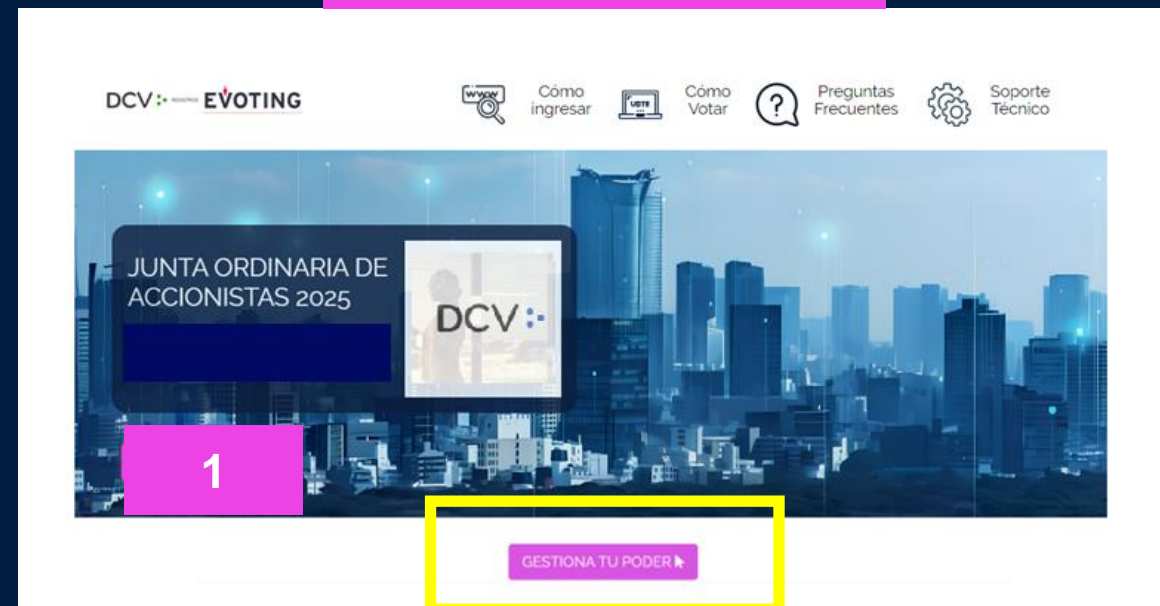 DCV REGISTROS EVOTING
www
Cómo
ingresar
VOTE
Cómo
Votar
?
Preguntas
Frecuentes
Soporte
Técnico
JUNTA ORDINARIA DE
ACCIONISTAS 2025
DCV
1
GESTIONA TU PODER